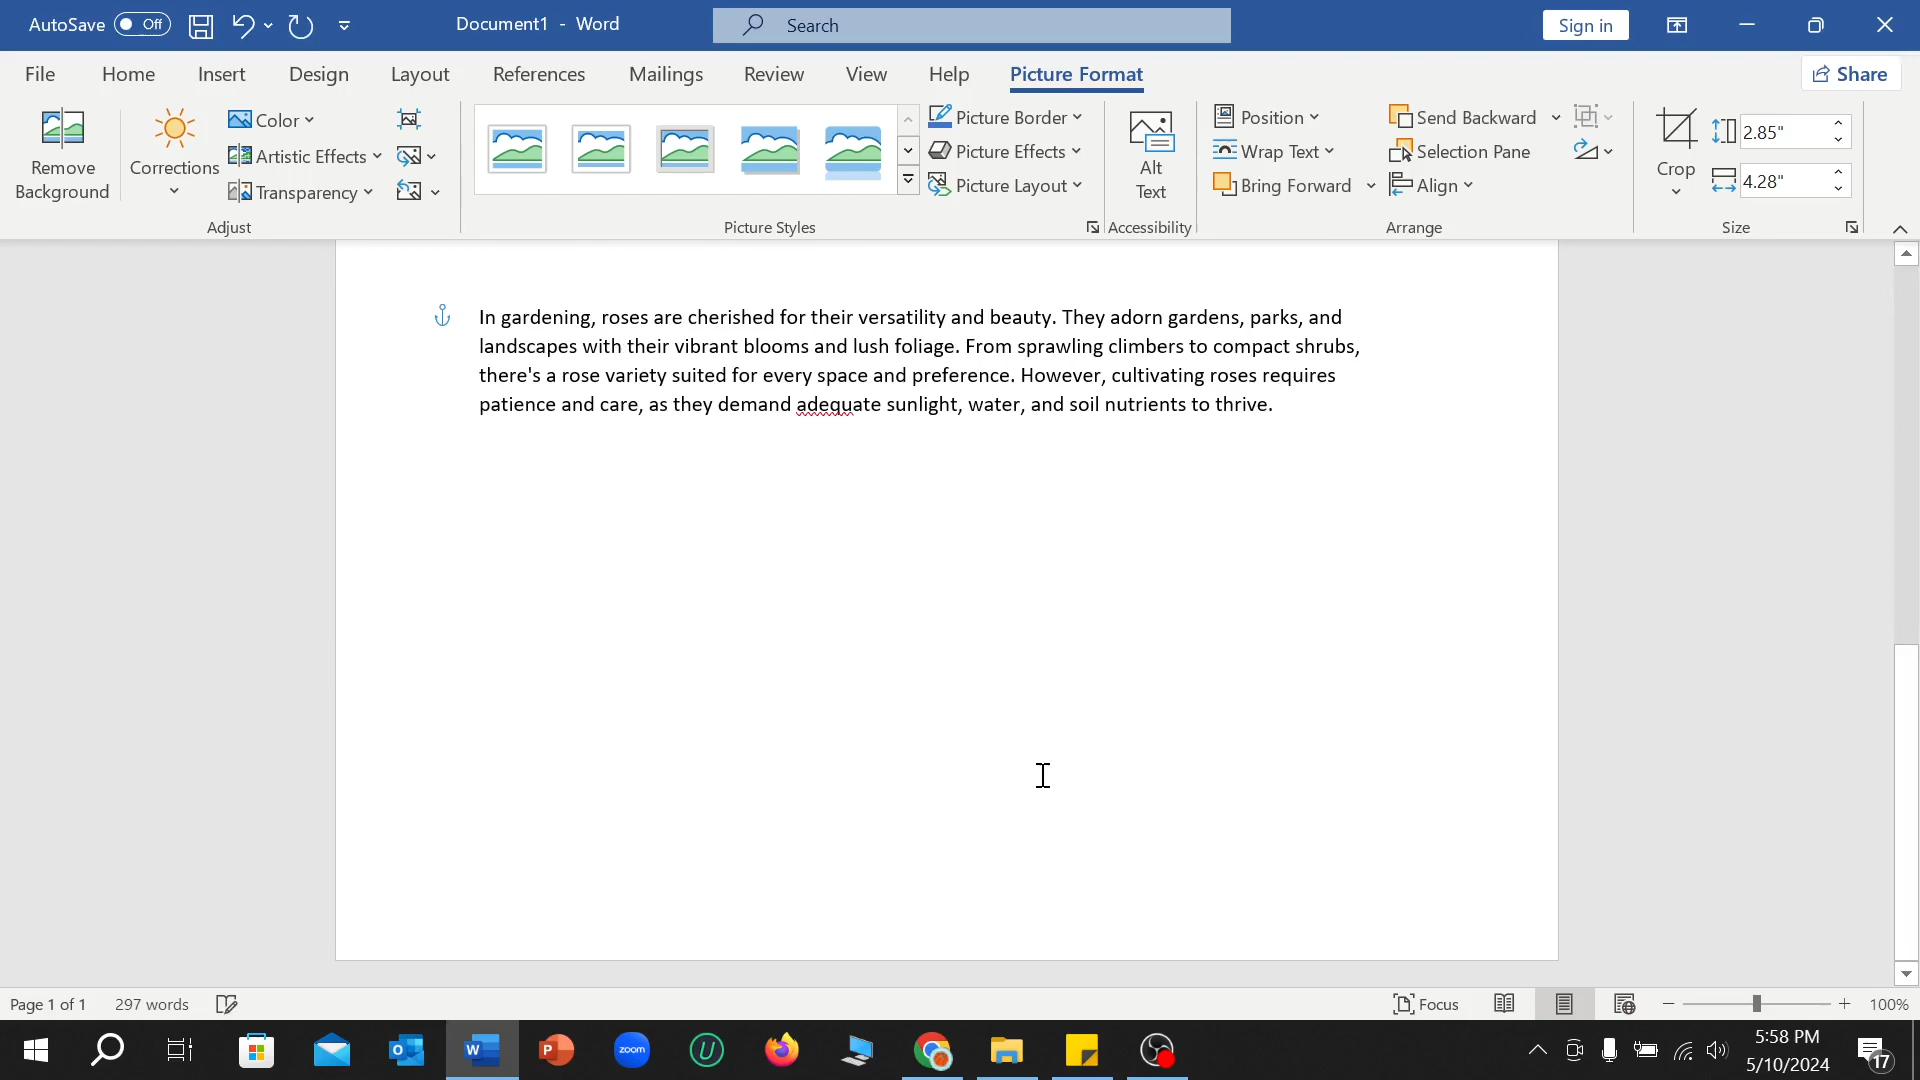 AutoSave Off Document1 - Word Search Sign in
File Home Insert Design Layout References Mailings Review View Help Picture Format Share
Remove Background
Corrections
Color
Artistic Effects
Transparency
Adjust
Picture Styles
Picture Border
Picture Effects
Picture Layout
Alt Text
Accessibility
Position
Wrap Text
Bring Forward
Send Backward
Selection Pane
Align
Arrange
Crop
2.85"
4.28"
Size
In gardening, roses are cherished for their versatility and beauty. They adorn gardens, parks, and
landscapes with their vibrant blooms and lush foliage. From sprawling climbers to compact shrubs,
there's a rose variety suited for every space and preference. However, cultivating roses requires
patience and care, as they demand adequate sunlight, water, and soil nutrients to thrive.
Page 1 of 1 297 words Focus 100%
zoom
5:58 PM
5/10/2024
17